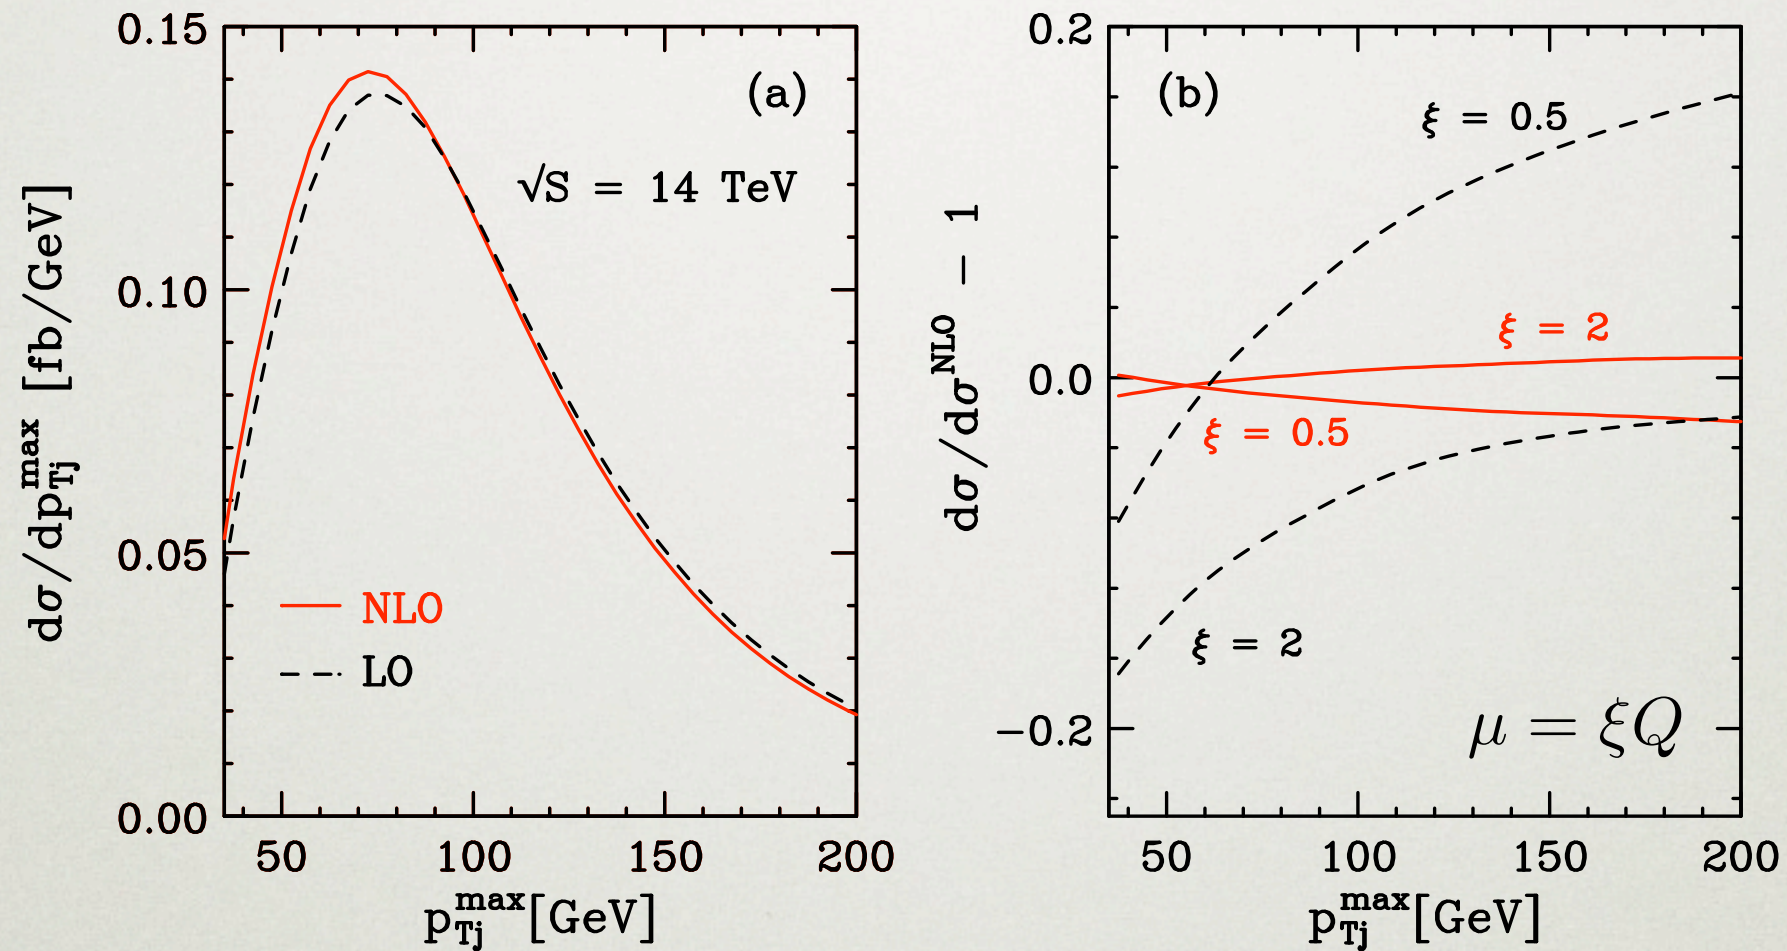 0.15
0.10
0.05
0.00
dσ/dp_Tj^max [fb/GeV]
(a)
√S = 14 TeV
NLO
LO
50 100 150 200
p_Tj^max[GeV]
0.2
0.0
−0.2
dσ/dσ^NLO − 1
(b)
ξ = 0.5
ξ = 2
ξ = 0.5
ξ = 2
μ = ξQ
50 100 150 200
p_Tj^max[GeV]